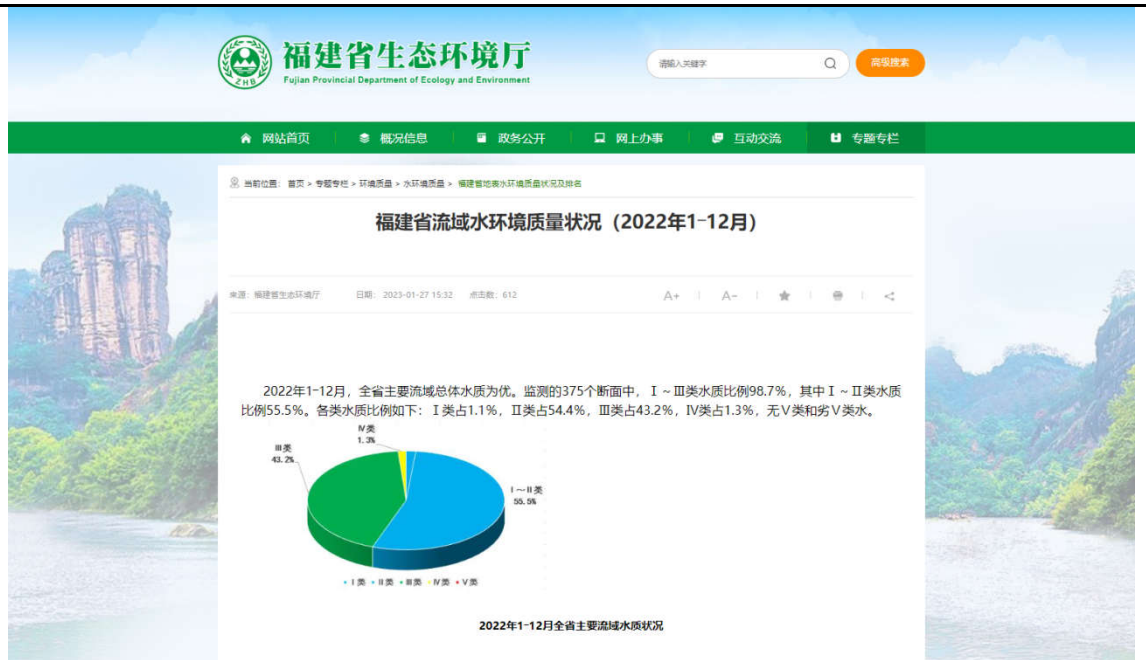 福建省生态环境厅
Fujian Provincial Department of Ecology and Environment
ZHB
请输入关键字
高级搜索
网站首页
概况信息
政务公开
网上办事
互动交流
专题专栏
当前位置: 首页 > 专题专栏 > 环境质量 > 水环境质量 > 福建省地表水环境质量状况及排名
福建省流域水环境质量状况（2022年1-12月）
来源: 福建省生态环境厅 日期: 2023-01-27 15:32 点击数: 612
A+ A-
2022年1-12月，全省主要流域总体水质为优。监测的375个断面中，Ⅰ～Ⅲ类水质比例98.7%，其中Ⅰ～Ⅱ类水质
比例55.5%。各类水质比例如下：Ⅰ类占1.1%，Ⅱ类占54.4%，Ⅲ类占43.2%，IV类占1.3%，无Ⅴ类和劣Ⅴ类水。
Ⅳ类
1.3%
Ⅲ类
43.2%
Ⅰ～Ⅱ类
55.5%
Ⅰ类 Ⅱ类 Ⅲ类 Ⅳ类 Ⅴ类
2022年1-12月全省主要流域水质状况